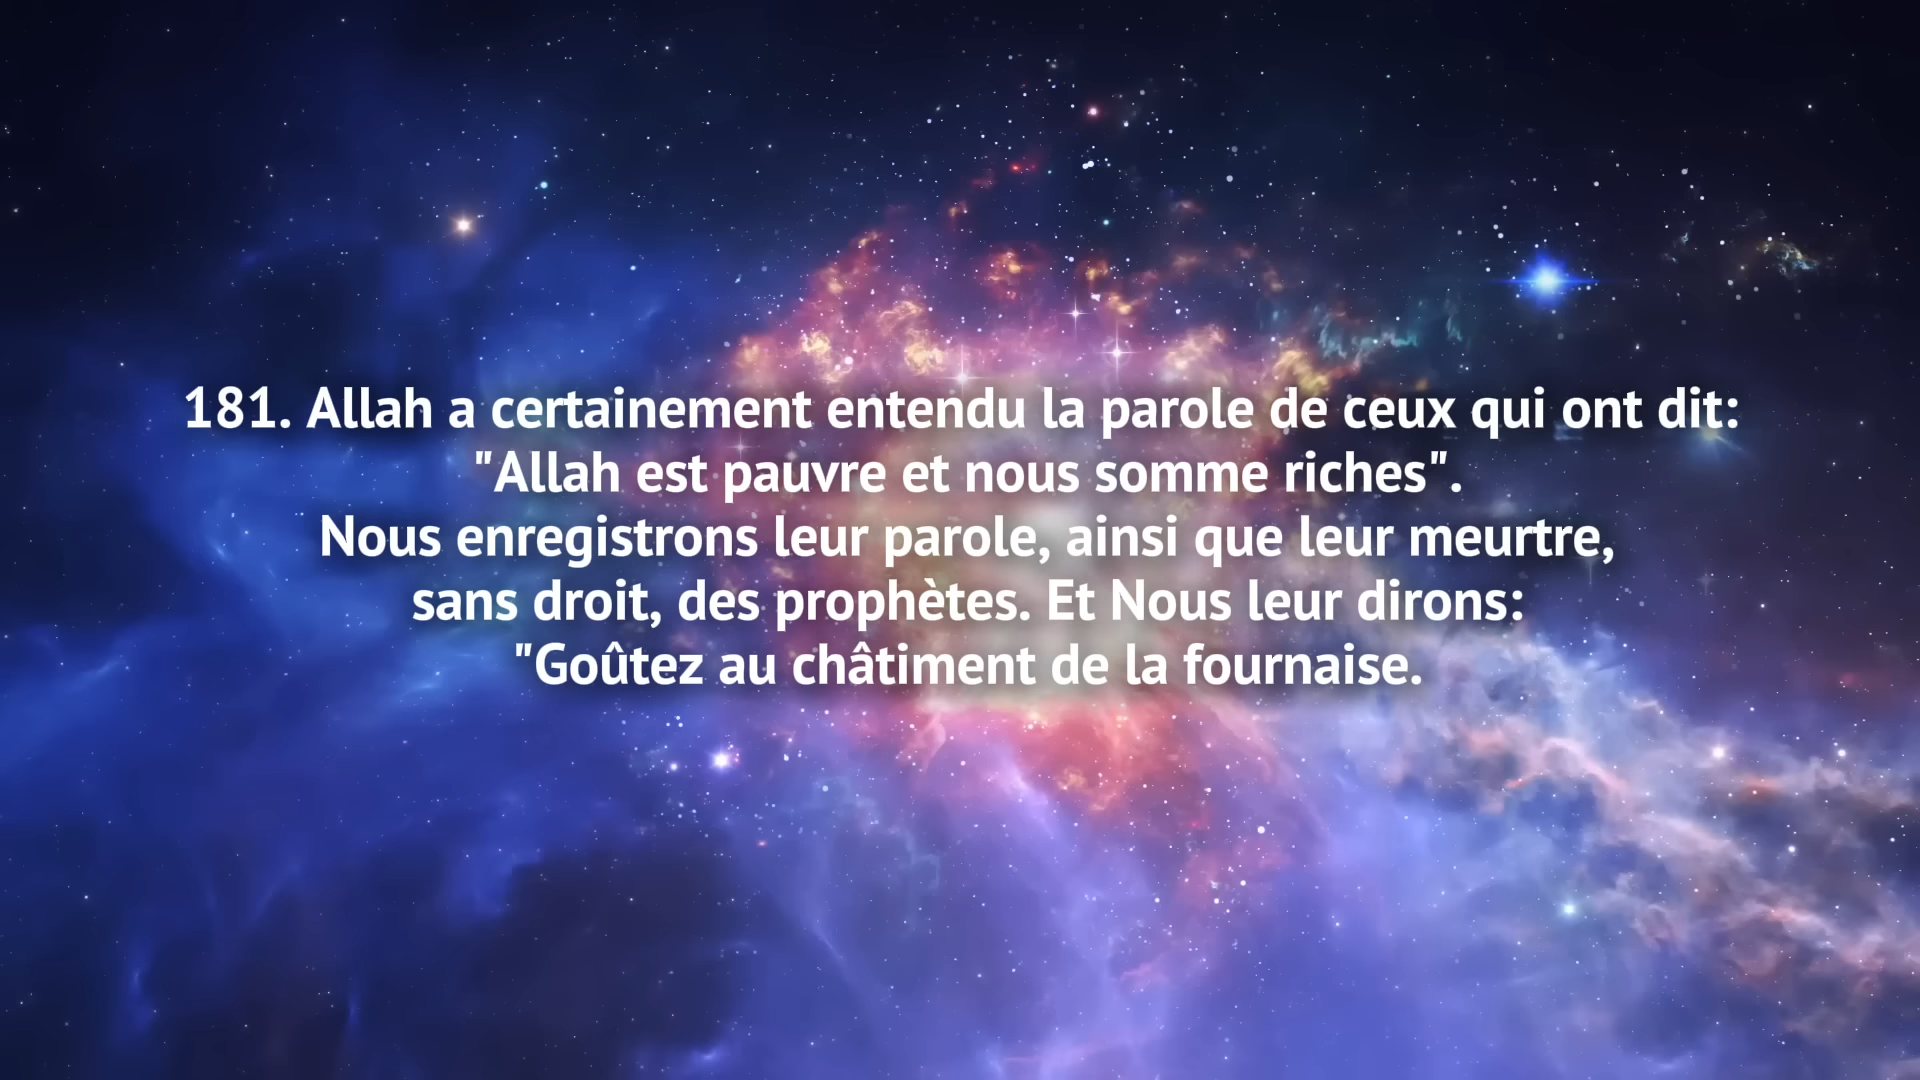 181. Allah a certainement entendu la parole de ceux qui ont dit:
"Allah est pauvre et nous somme riches".
Nous enregistrons leur parole, ainsi que leur meurtre,
sans droit, des prophètes. Et Nous leur dirons:
"Goûtez au châtiment de la fournaise.